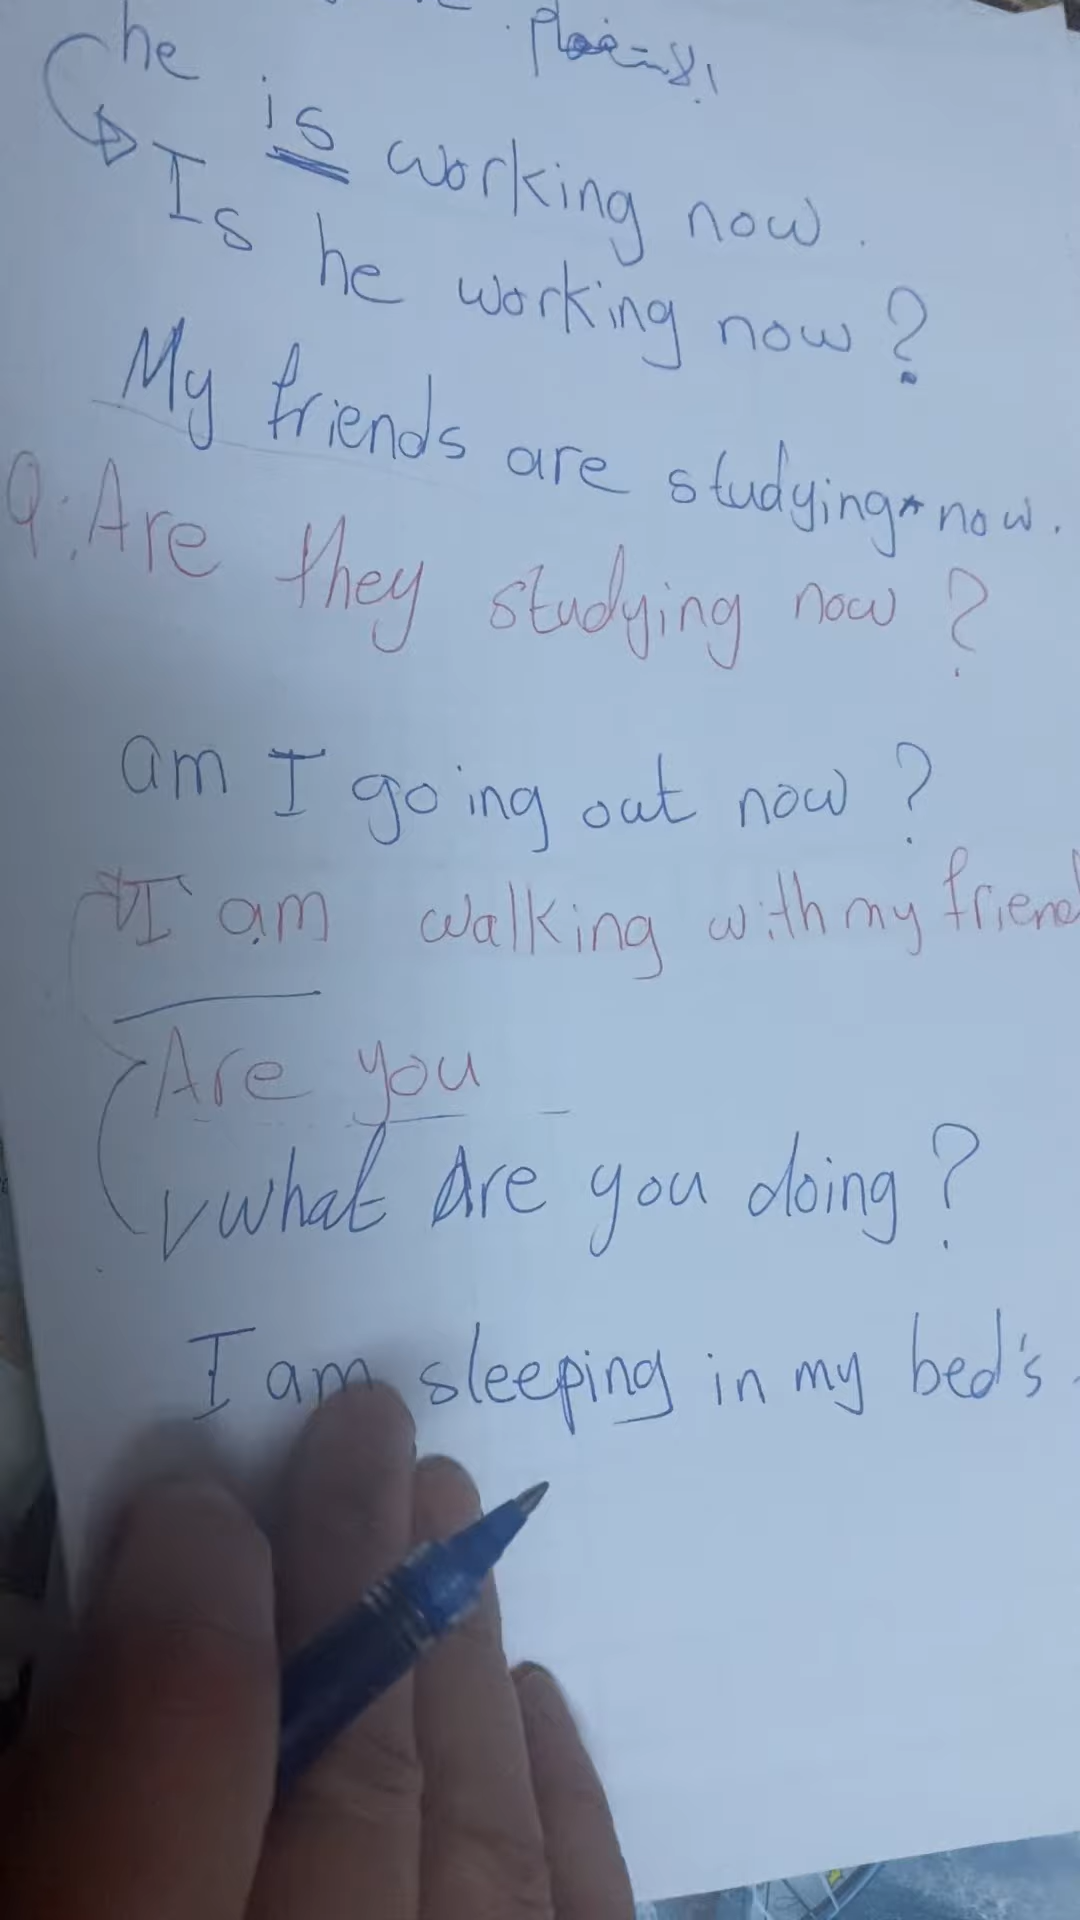 he is working now.
Is he working now?
My friends are studying now.
Q: Are they studying now?
am I going out now?
I am walking with my friend
Are you
what Are you doing?
I am sleeping in my bed's.